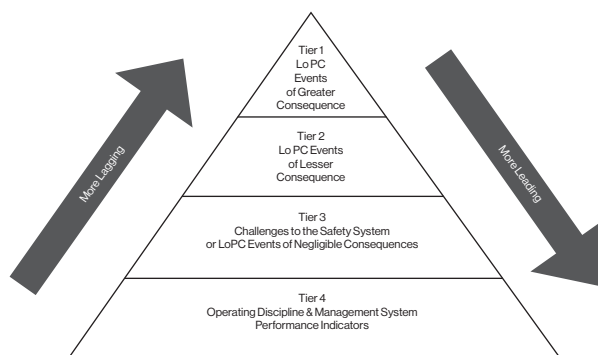 Tier 1
Lo PC
Events
of Greater
Consequence
Tier 2
Lo PC Events
of Lesser
Consequence
Tier 3
Challenges to the Safety System
or LoPC Events of Negligible Consequences
Tier 4
Operating Discipline & Management System
Performance Indicators
More Lagging
More Leading